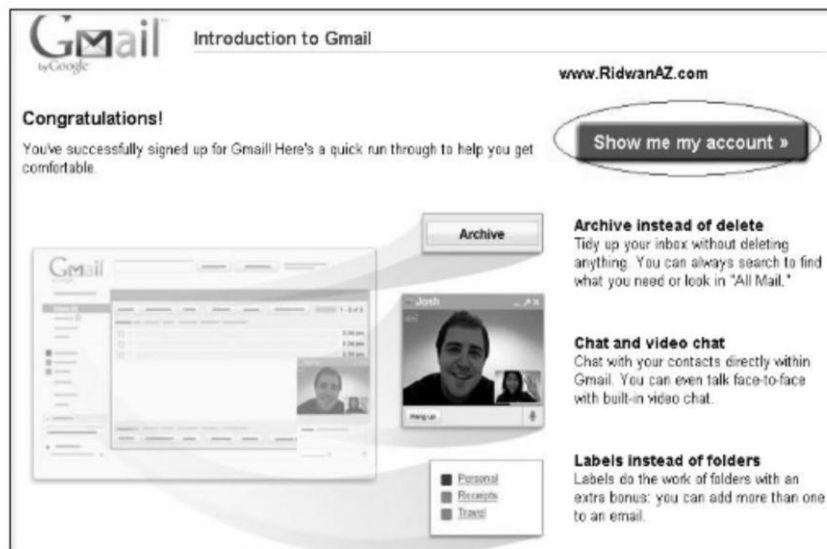 Gmail
by Google
Introduction to Gmail
www.RidwanAZ.com
Congratulations!
You've successfully signed up for Gmail! Here's a quick run through to help you get
comfortable.
Show me my account »
Archive
Archive instead of delete
Tidy up your inbox without deleting
anything. You can always search to find
what you need or look in "All Mail."
Gmail
Josh
Hang up
Chat and video chat
Chat with your contacts directly within
Gmail. You can even talk face-to-face
with built-in video chat.
Personal
Receipts
Travel
Labels instead of folders
Labels do the work of folders with an
extra bonus: you can add more than one
to an email.